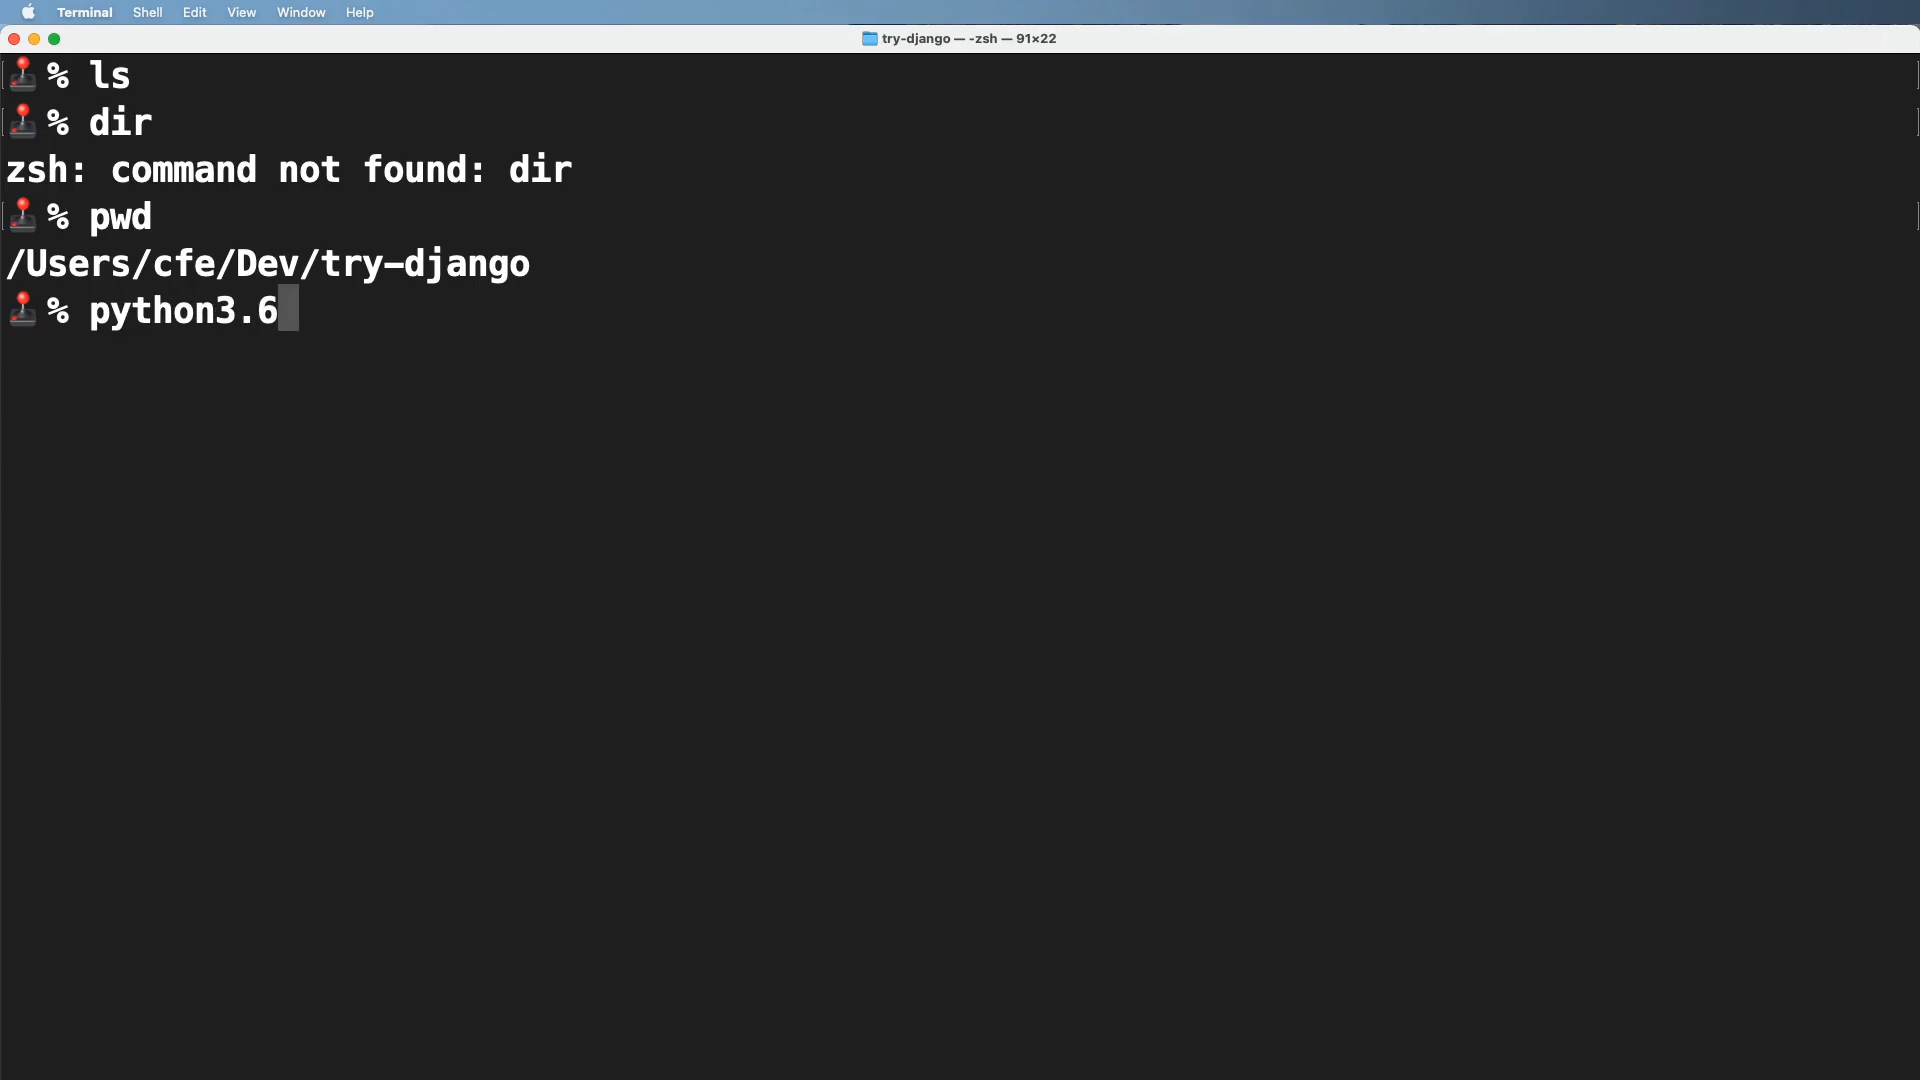 Terminal Shell Edit View Window Help
try-django — -zsh — 91×22
% ls
% dir
zsh: command not found: dir
% pwd
/Users/cfe/Dev/try-django
% python3.6